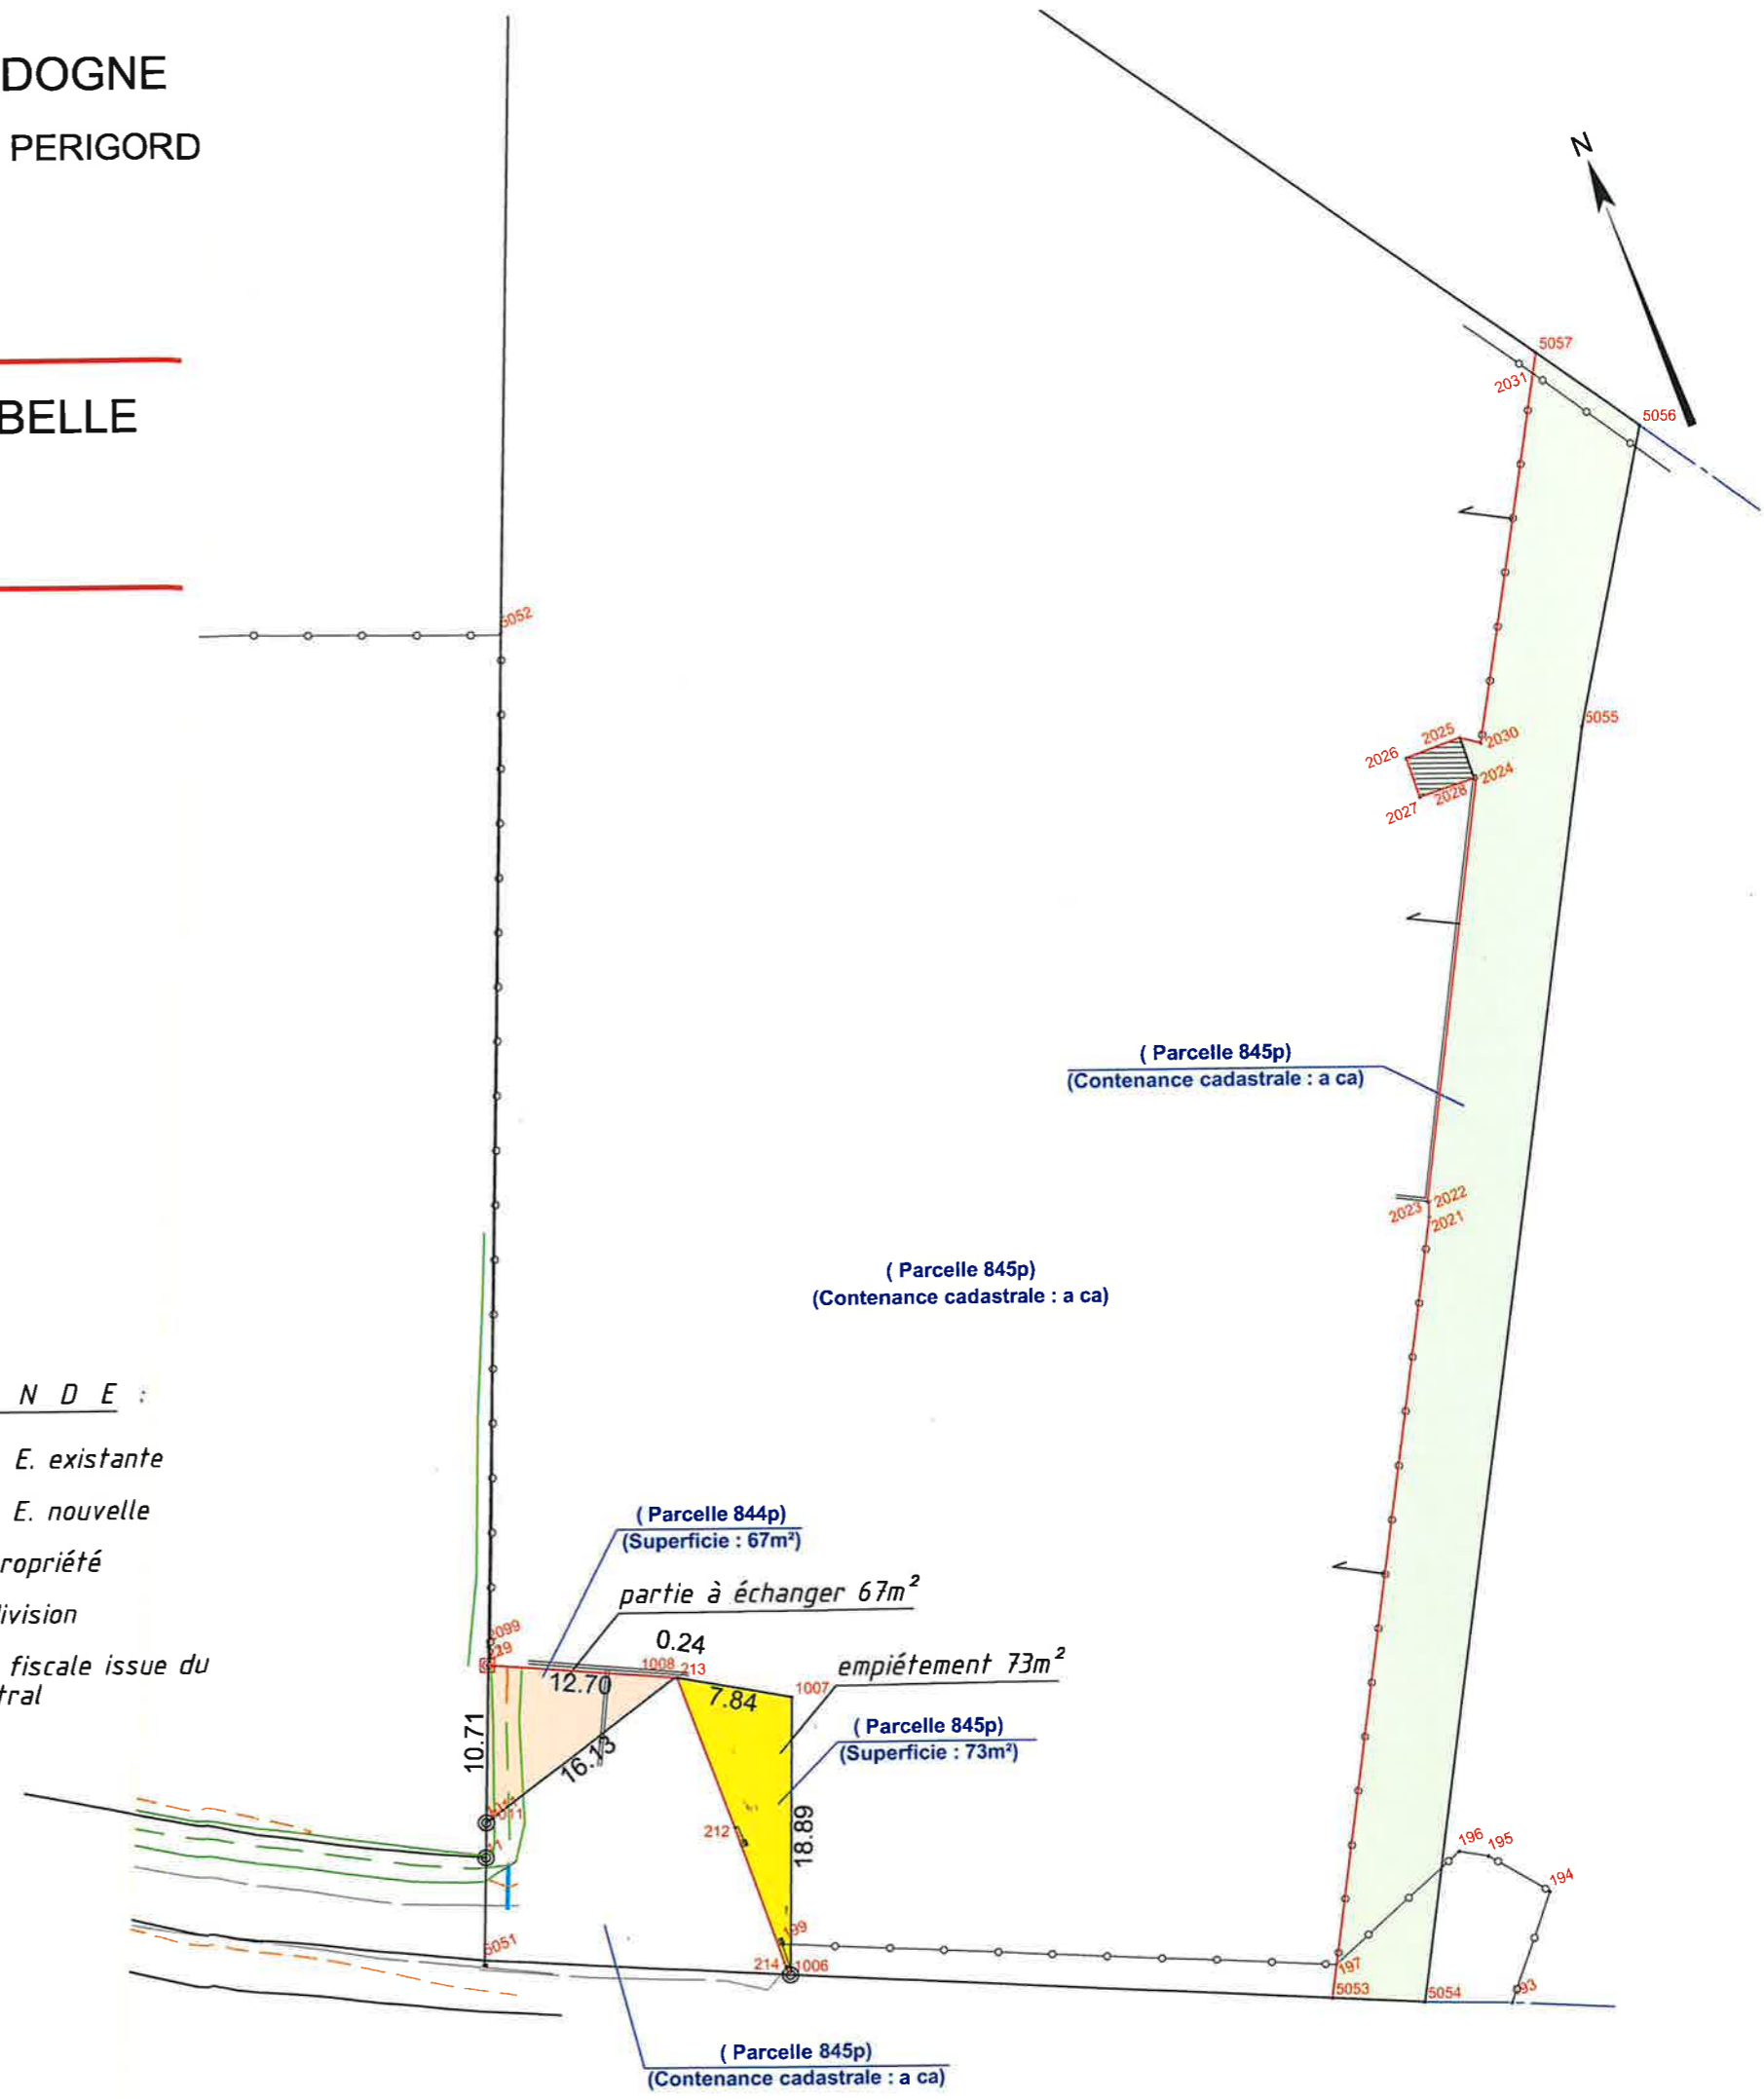 DOGNE
PERIGORD
N
BELLE
5057
2031
5056
5052
5055
2025
2030
2026
2024
2028
2027
( Parcelle 845p)
(Contenance cadastrale : a ca)
2022
2023
2021
( Parcelle 845p)
(Contenance cadastrale : a ca)
N D E :
E. existante
E. nouvelle
ropriété
ivision
fiscale issue du
tral
( Parcelle 844p)
(Superficie : 67m²)
partie à échanger 67m²
2099
0.24
1008
213
empiétement 73m²
12.70
7.84
1007
10.71
16.13
( Parcelle 845p)
(Superficie : 73m²)
18.89
212
196
195
194
199
5051
214
1006
197
5053
5054
93
( Parcelle 845p)
(Contenance cadastrale : a ca)